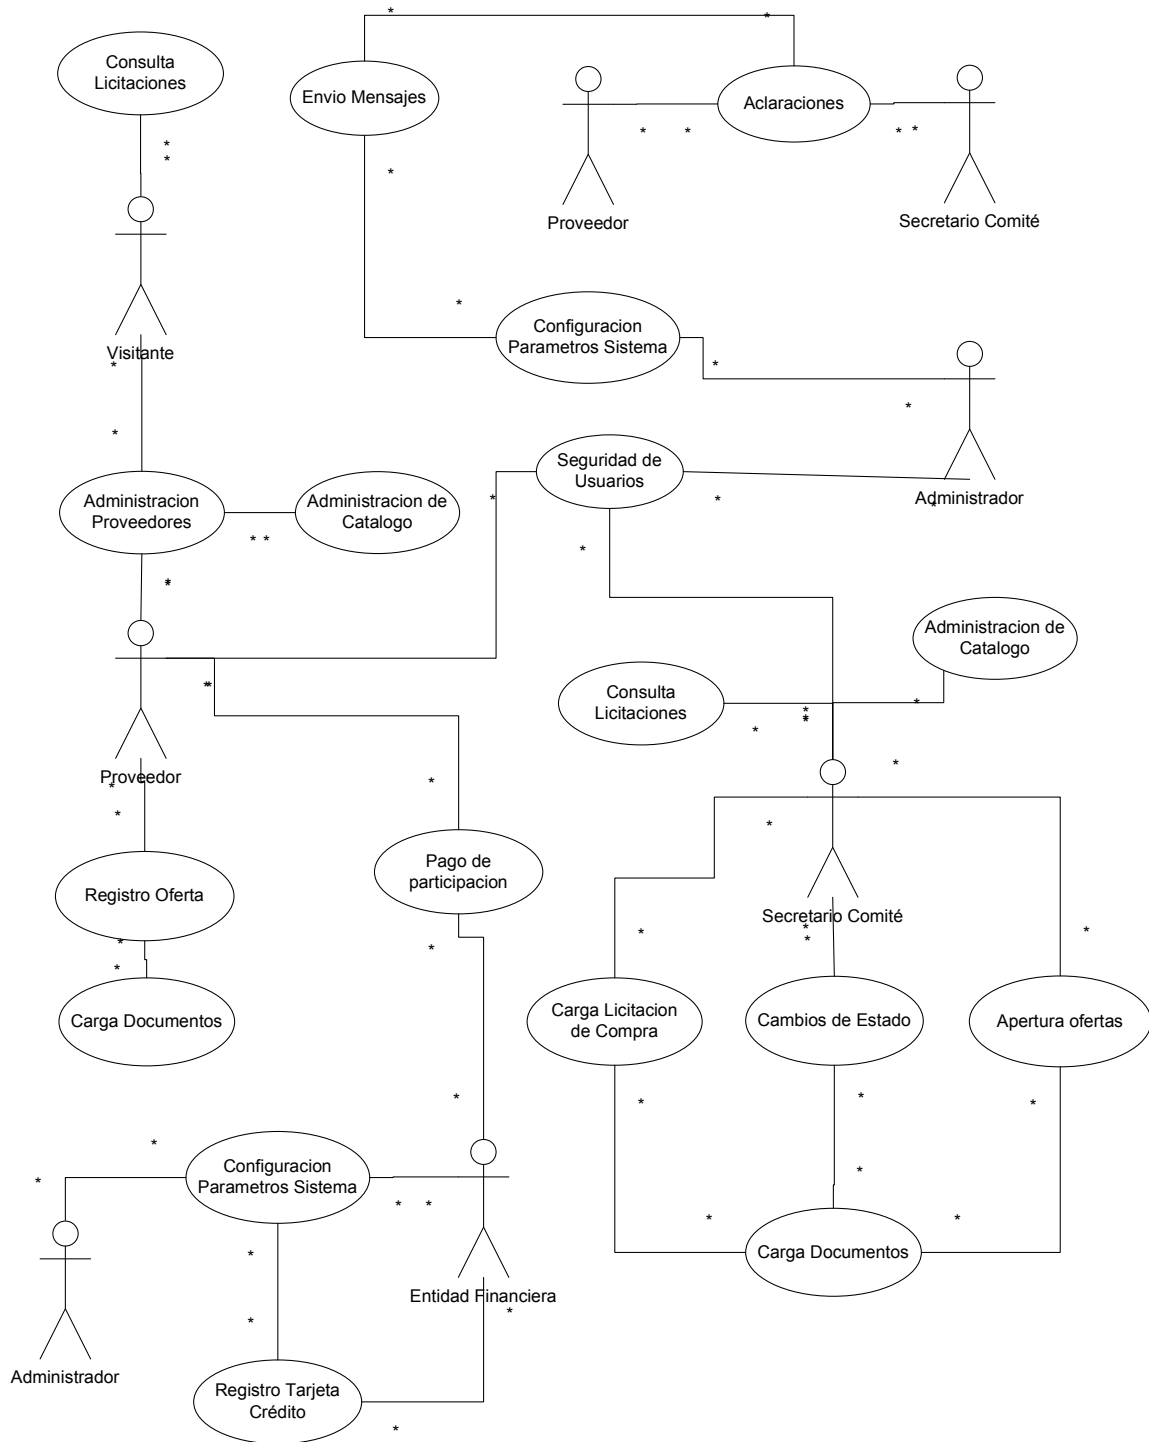 Consulta
Licitaciones
Envio Mensajes
Aclaraciones
Proveedor
Secretario Comité
Visitante
Configuracion
Parametros Sistema
Administrador
Seguridad de
Usuarios
Administracion
Proveedores
Administracion de
Catalogo
Proveedor
Consulta
Licitaciones
Administracion de
Catalogo
Registro Oferta
Pago de
participacion
Secretario Comité
Carga Documentos
Carga Licitacion
de Compra
Cambios de Estado
Apertura ofertas
Configuracion
Parametros Sistema
Carga Documentos
Entidad Financiera
Administrador
Registro Tarjeta
Crédito